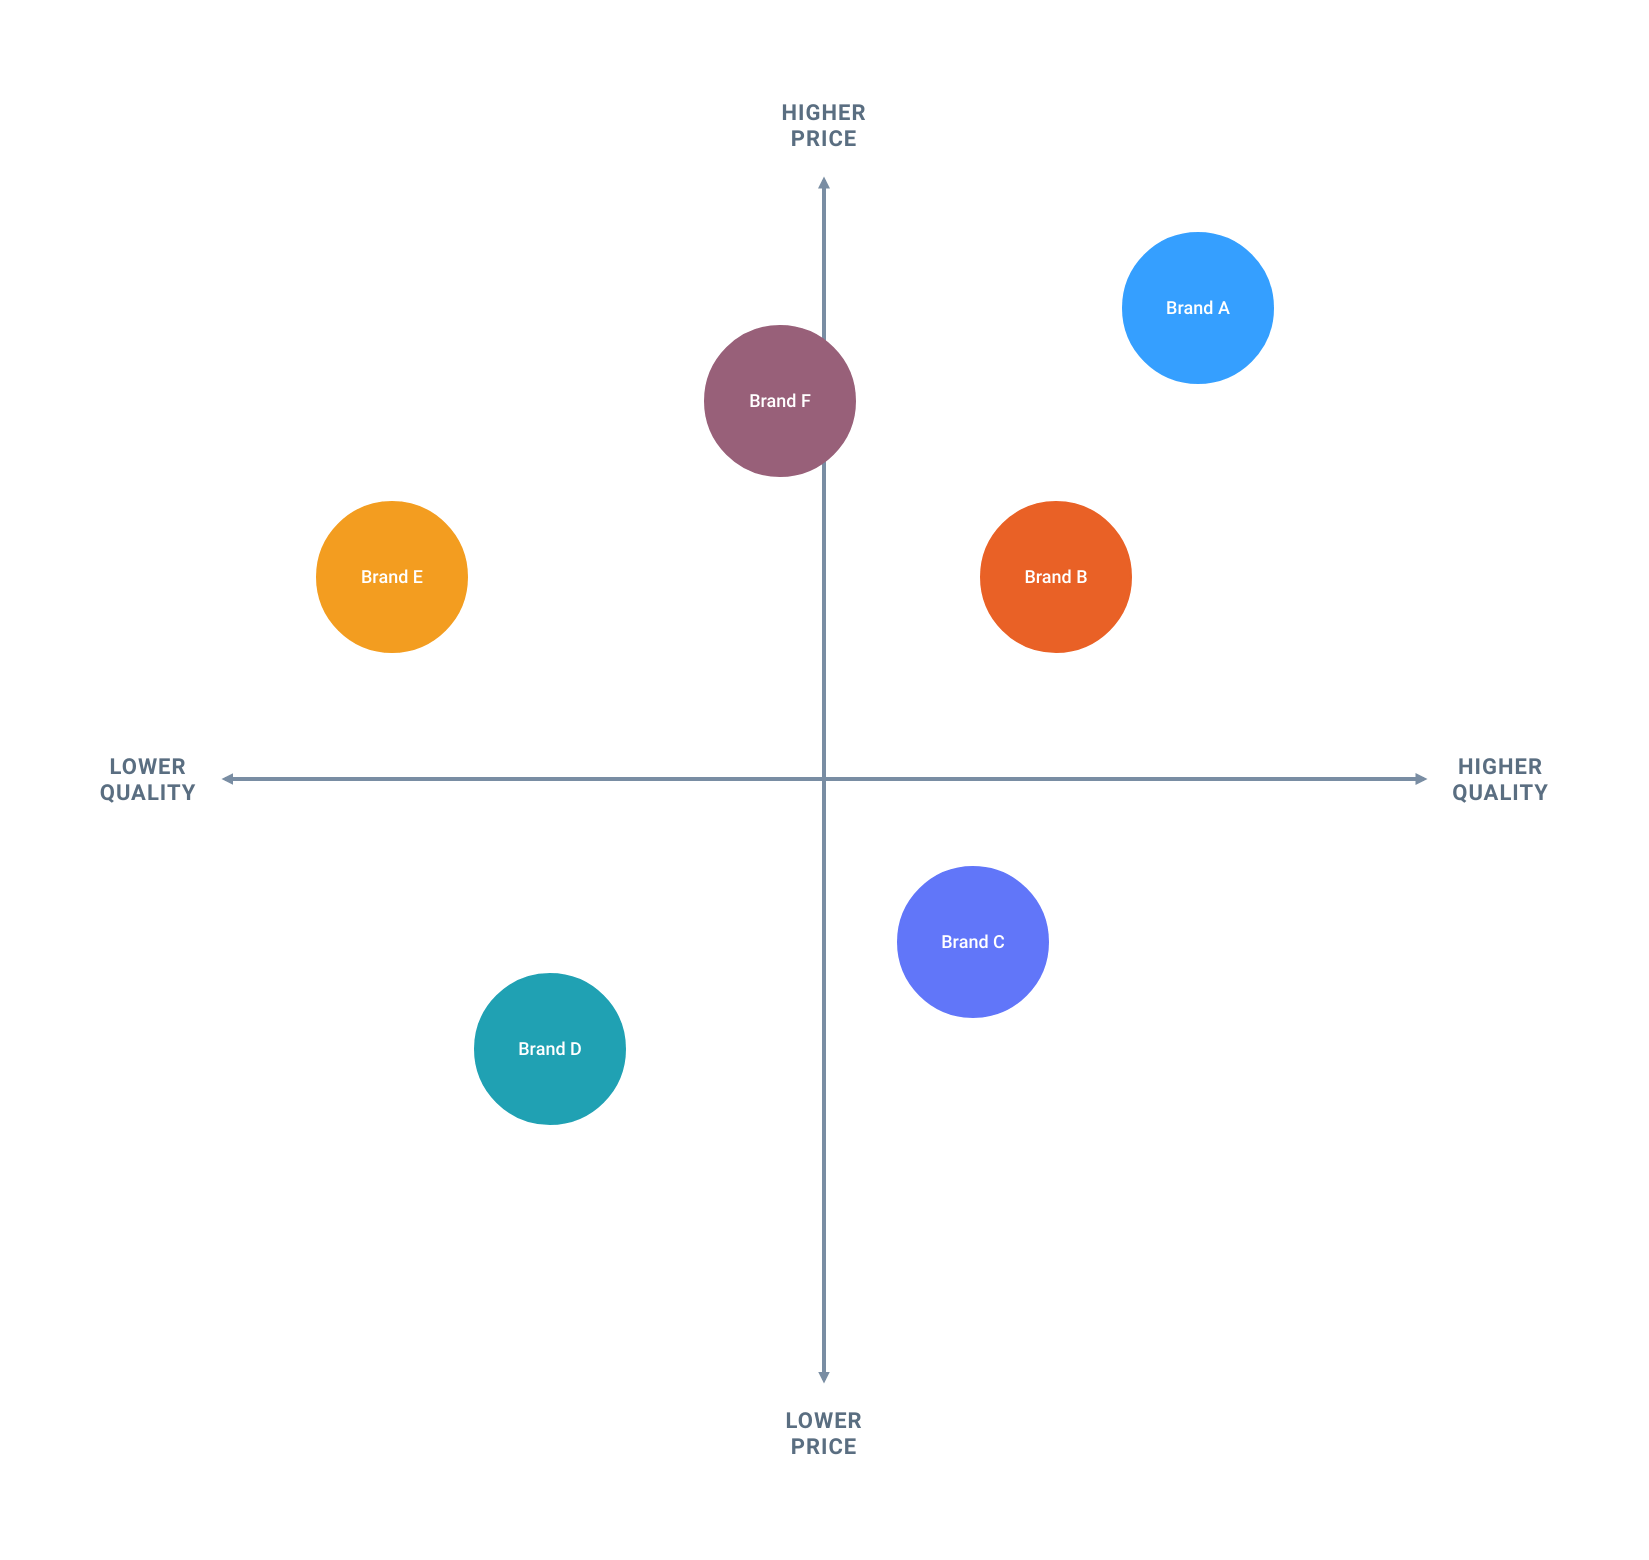 HIGHER
PRICE
Brand A
Brand F
Brand E
Brand B
LOWER
QUALITY
HIGHER
QUALITY
Brand C
Brand D
LOWER
PRICE